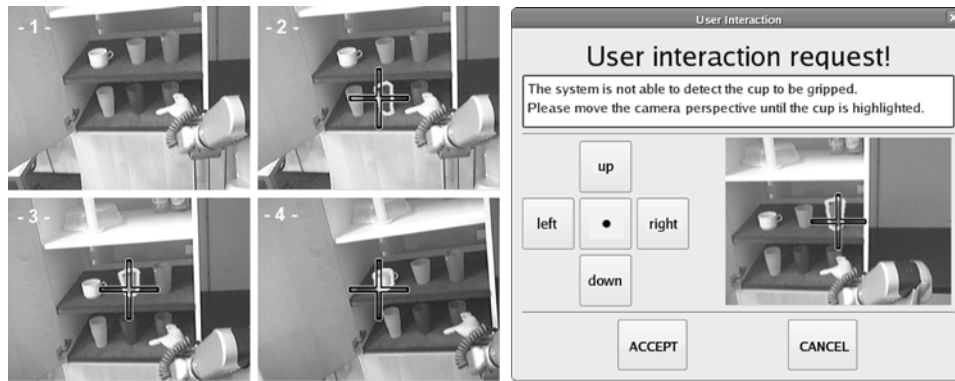 - 1 -
- 2 -
- 3 -
- 4 -
User Interaction
User interaction request!
The system is not able to detect the cup to be gripped.
Please move the camera perspective until the cup is highlighted.
up
left
right
down
ACCEPT
CANCEL